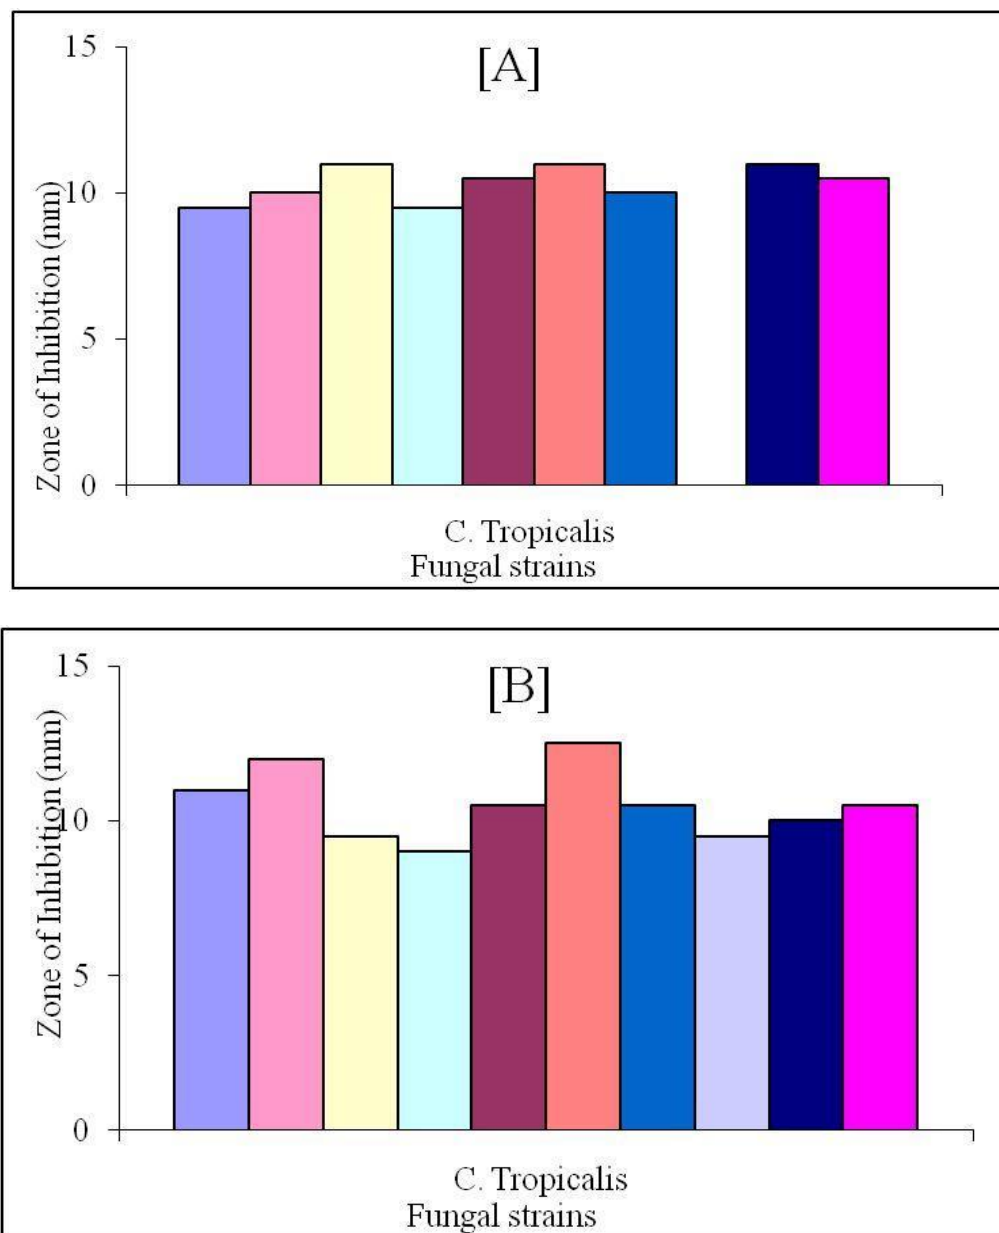 [A]
15
10
5
0
Zone of Inhibition (mm)
C. Tropicalis
Fungal strains
[B]
15
10
5
0
Zone of Inhibition (mm)
C. Tropicalis
Fungal strains